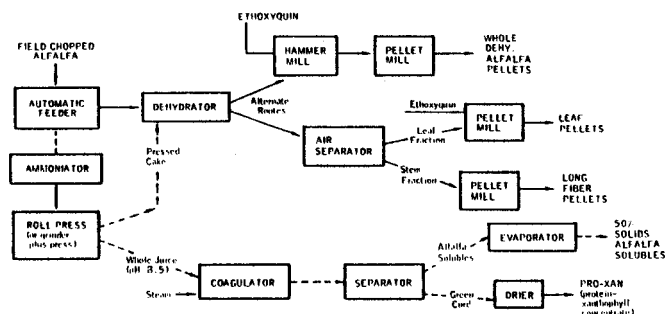 ETHOXYQUIN
FIELD CHOPPED
ALFALFA
HAMMER
MILL
PELLET
MILL
WHOLE
DEHY.
ALFALFA
PELLETS
AUTOMATIC
FEEDER
DEHYDRATOR
Alternate
Routes
Ethoxyquin
PELLET
MILL
LEAF
PELLETS
Pressed
Cake
AIR
SEPARATOR
Leaf
Fraction
Stem
Fraction
AMMONIATOR
PELLET
MILL
LONG
FIBER
PELLETS
ROLL PRESS
(or grinder
plus press)
Whole Juice
(pH 8.5)
Alfalfa
Solubles
EVAPORATOR
50%
SOLIDS
ALFALFA
SOLUBLES
COAGULATOR
SEPARATOR
Steam
Green
DRIER
PRO-XAN
(protein-
xanthophyll
concentrate)